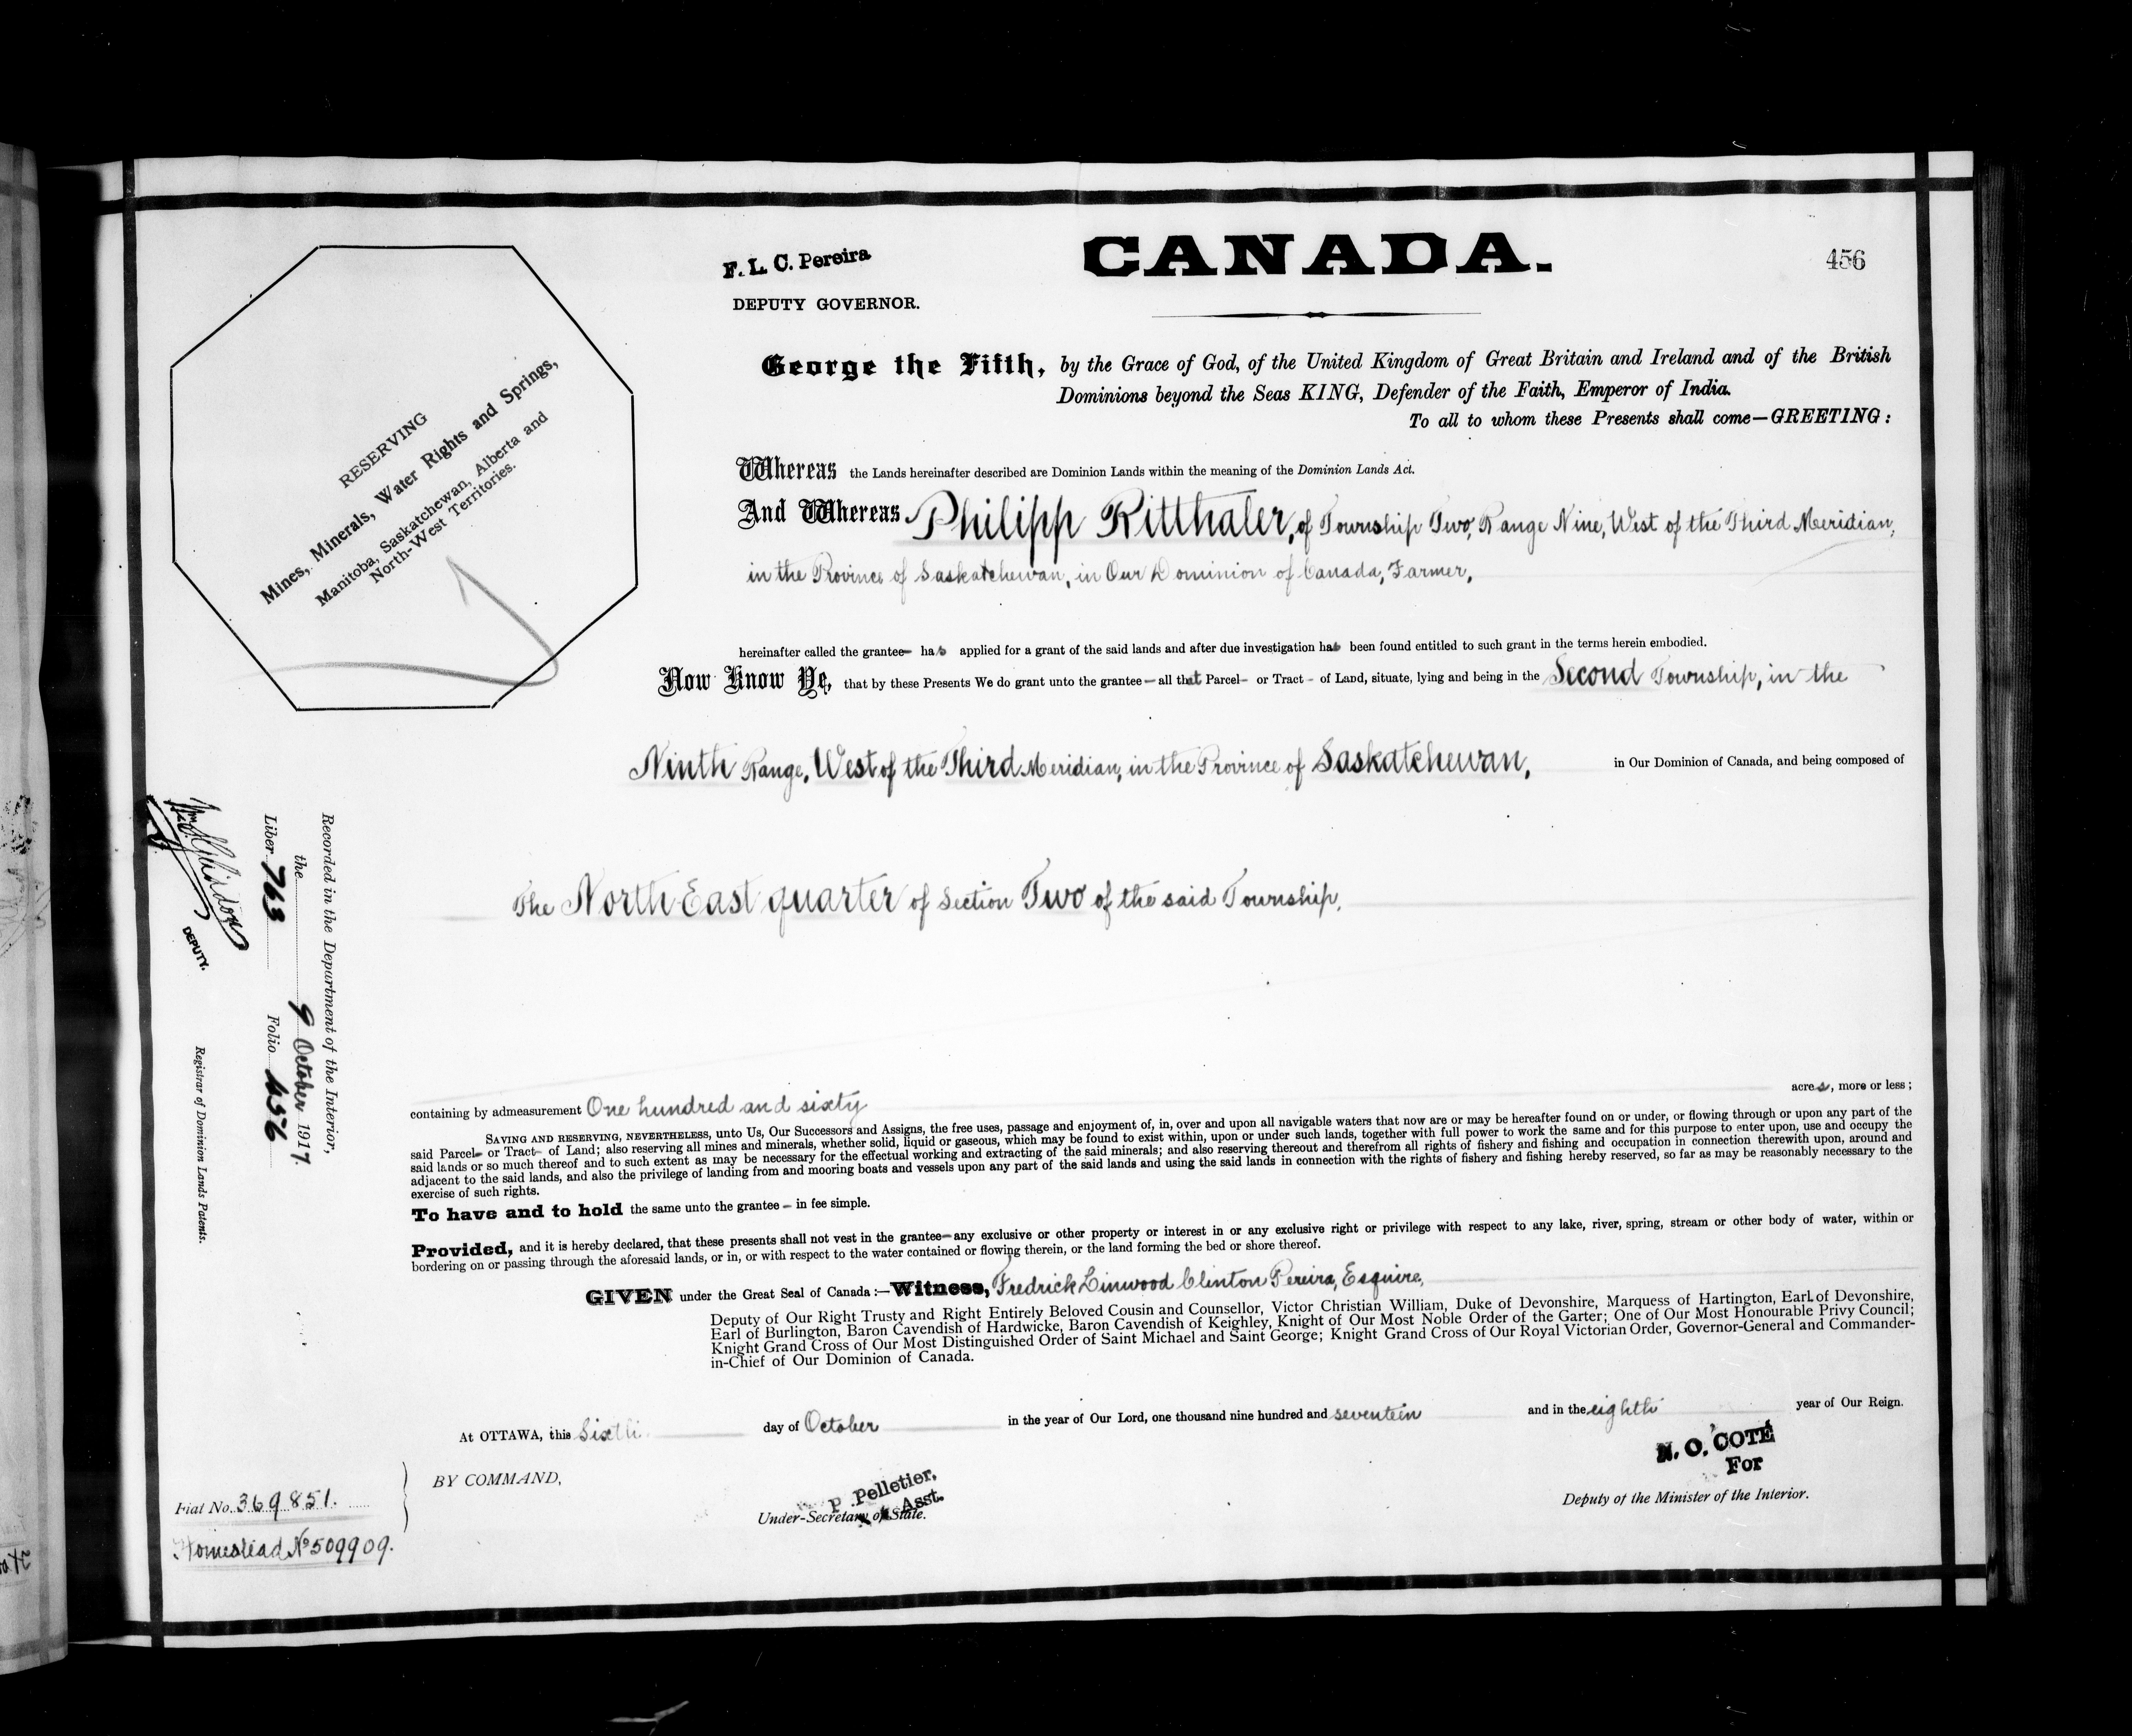 F. L. C. Pereira
DEPUTY GOVERNOR.
CANADA.
456
RESERVING
Mines, Minerals, Water Rights and Springs,
Manitoba, Saskatchewan, Alberta and
North-West Territories.
George the Fifth, by the Grace of God, of the United Kingdom of Great Britain and Ireland and of the British
Dominions beyond the Seas KING, Defender of the Faith, Emperor of India.
To all to whom these Presents shall come—GREETING:
Whereas the Lands hereinafter described are Dominion Lands within the meaning of the Dominion Lands Act.
And Whereas Philipp Ritthaler, of Township Two, Range Nine, West of the Third Meridian,
in the Province of Saskatchewan, in Our Dominion of Canada, Farmer,
hereinafter called the grantee– has applied for a grant of the said lands and after due investigation has been found entitled to such grant in the terms herein embodied.
Now Know Ye, that by these Presents We do grant unto the grantee – all that Parcel – or Tract – of Land, situate, lying and being in the Second Township, in the
Ninth Range, West of the Third Meridian, in the Province of Saskatchewan, in Our Dominion of Canada, and being composed of
The North East quarter of Section Two of the said Township,
containing by admeasurement One hundred and sixty acres, more or less;
SAVING AND RESERVING, NEVERTHELESS, unto Us, Our Successors and Assigns, the free uses, passage and enjoyment of, in, over and upon all navigable waters that now are or may be hereafter found on or under, or flowing through or upon any part of the
said Parcel– or Tract– of Land; also reserving all mines and minerals, whether solid, liquid or gaseous, which may be found to exist within, upon or under such lands, together with full power to work the same and for this purpose to enter upon, use and occupy the
said lands or so much thereof and to such extent as may be necessary for the effectual working and extracting of the said minerals; and also reserving thereout and therefrom all rights of fishery and fishing and occupation in connection therewith upon, around and
adjacent to the said lands, and also the privilege of landing from and mooring boats and vessels upon any part of the said lands and using the said lands in connection with the rights of fishery and fishing hereby reserved, so far as may be reasonably necessary to the
exercise of such rights.
To have and to hold the same unto the grantee – in fee simple.
Provided, and it is hereby declared, that these presents shall not vest in the grantee– any exclusive or other property or interest in or any exclusive right or privilege with respect to any lake, river, spring, stream or other body of water, within or
bordering on or passing through the aforesaid lands, or in, or with respect to the water contained or flowing therein, or the land forming the bed or shore thereof.
GIVEN under the Great Seal of Canada:—Witness, Fredrick Linwood Clinton Pereira, Esquire,
Deputy of Our Right Trusty and Right Entirely Beloved Cousin and Counsellor, Victor Christian William, Duke of Devonshire, Marquess of Hartington, Earl of Devonshire,
Earl of Burlington, Baron Cavendish of Hardwicke, Baron Cavendish of Keighley, Knight of Our Most Noble Order of the Garter; One of Our Most Honourable Privy Council;
Knight Grand Cross of Our Most Distinguished Order of Saint Michael and Saint George; Knight Grand Cross of Our Royal Victorian Order, Governor-General and Commander-
in-Chief of Our Dominion of Canada.
At OTTAWA, this Sixth day of October in the year of Our Lord, one thousand nine hundred and seventeen and in the eighth year of Our Reign.
BY COMMAND,
P. Pelletier,
Asst.
Under-Secretary of State.
N. O. COTÉ
For
Deputy of the Minister of the Interior.
Fiat No. 369851.
Homestead No 509909.
Recorded in the Department of the Interior,
the 9 October 1917.
Liber 763 Folio 456
DEPUTY.
Registrar of Dominion Lands Patents.